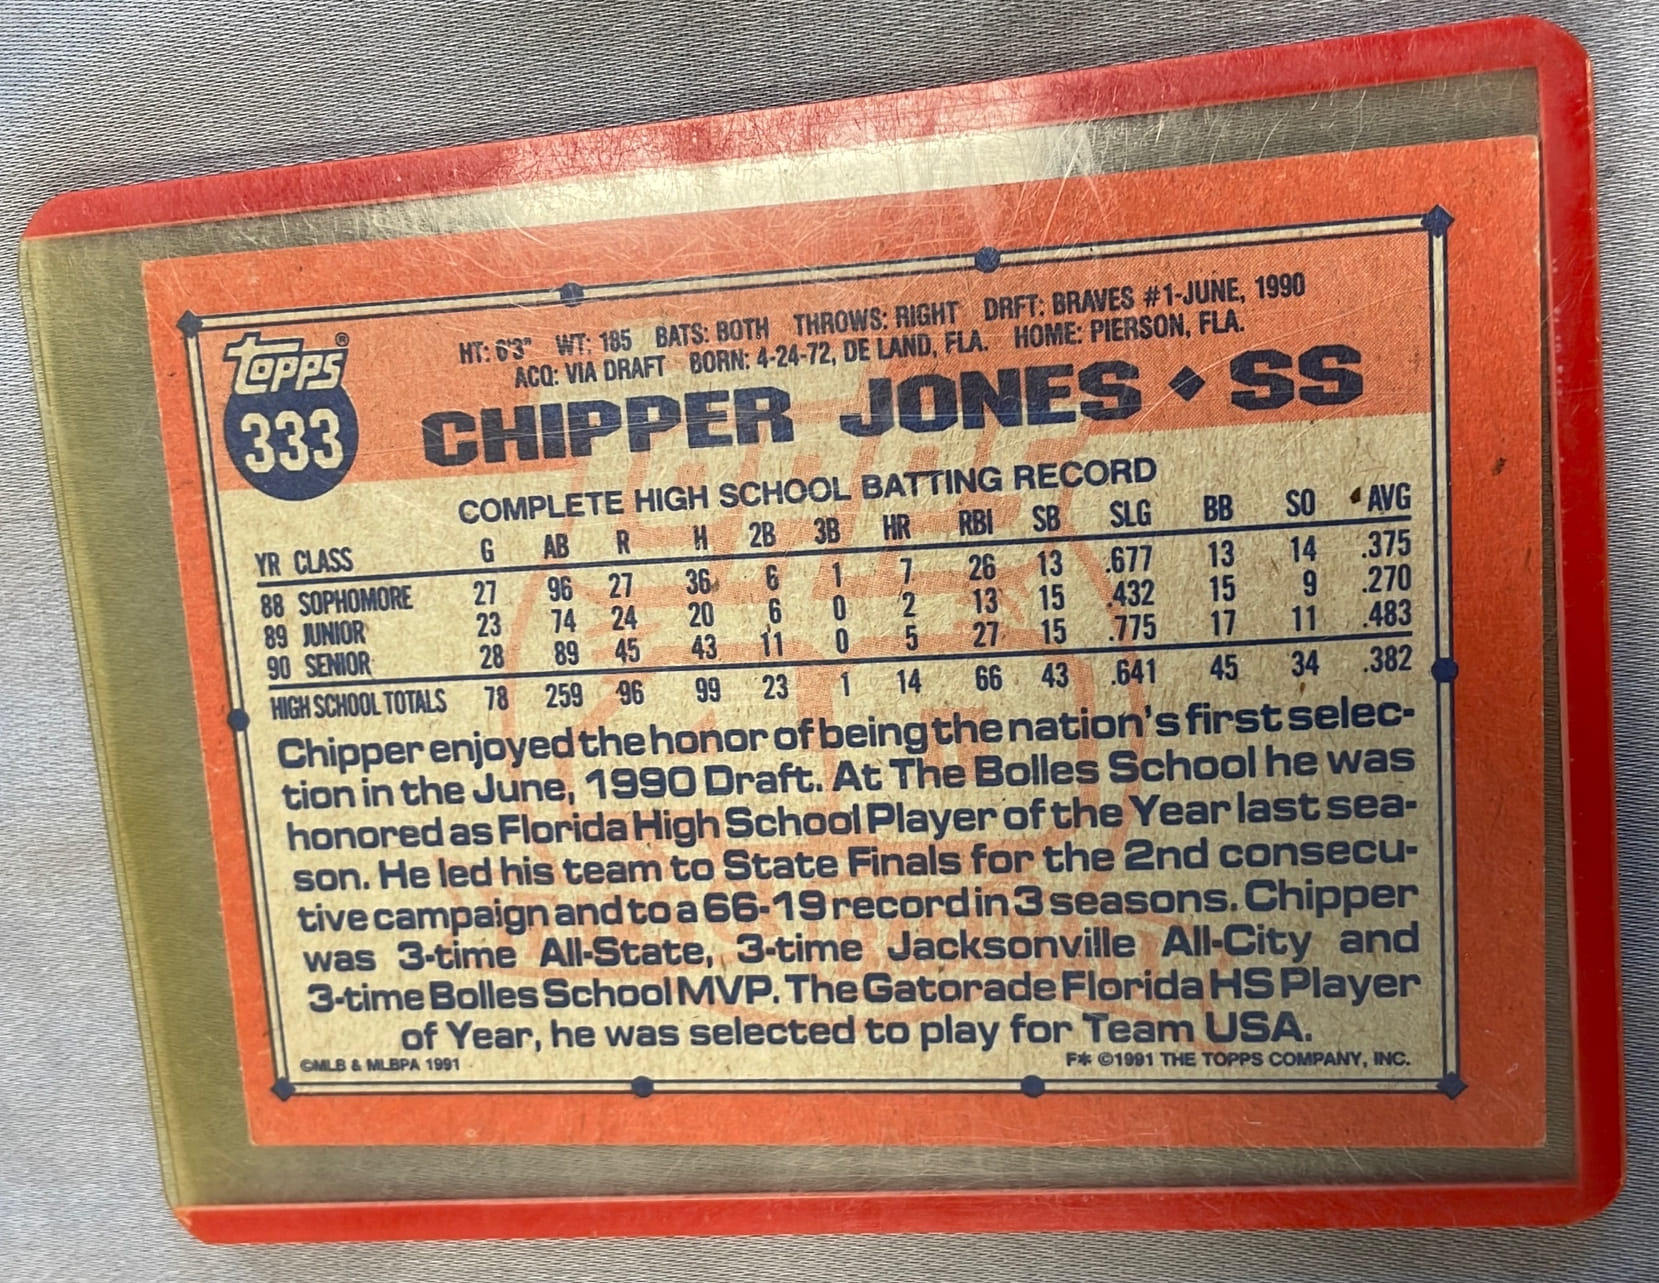 Topps®
333
HT: 6'3" WT: 185 BATS: BOTH THROWS: RIGHT DRFT: BRAVES #1-JUNE, 1990
ACQ: VIA DRAFT BORN: 4-24-72, DE LAND, FLA. HOME: PIERSON, FLA.
CHIPPER JONES ◆ SS
COMPLETE HIGH SCHOOL BATTING RECORD
YR CLASS G AB R H 2B 3B HR RBI SB SLG BB SO AVG
88 SOPHOMORE 27 96 27 36 6 1 7 26 13 .677 13 14 .375
89 JUNIOR 23 74 24 20 6 0 2 13 15 .432 15 9 .270
90 SENIOR 28 89 45 43 11 0 5 27 15 .775 17 11 .483
HIGH SCHOOL TOTALS 78 259 96 99 23 1 14 66 43 .641 45 34 .382
Chipper enjoyed the honor of being the nation's first selec-
tion in the June, 1990 Draft. At The Bolles School he was
honored as Florida High School Player of the Year last sea-
son. He led his team to State Finals for the 2nd consecu-
tive campaign and to a 66-19 record in 3 seasons. Chipper
was 3-time All-State, 3-time Jacksonville All-City and
3-time Bolles School MVP. The Gatorade Florida HS Player
of Year, he was selected to play for Team USA.
©MLB & MLBPA 1991 F* ©1991 THE TOPPS COMPANY, INC.